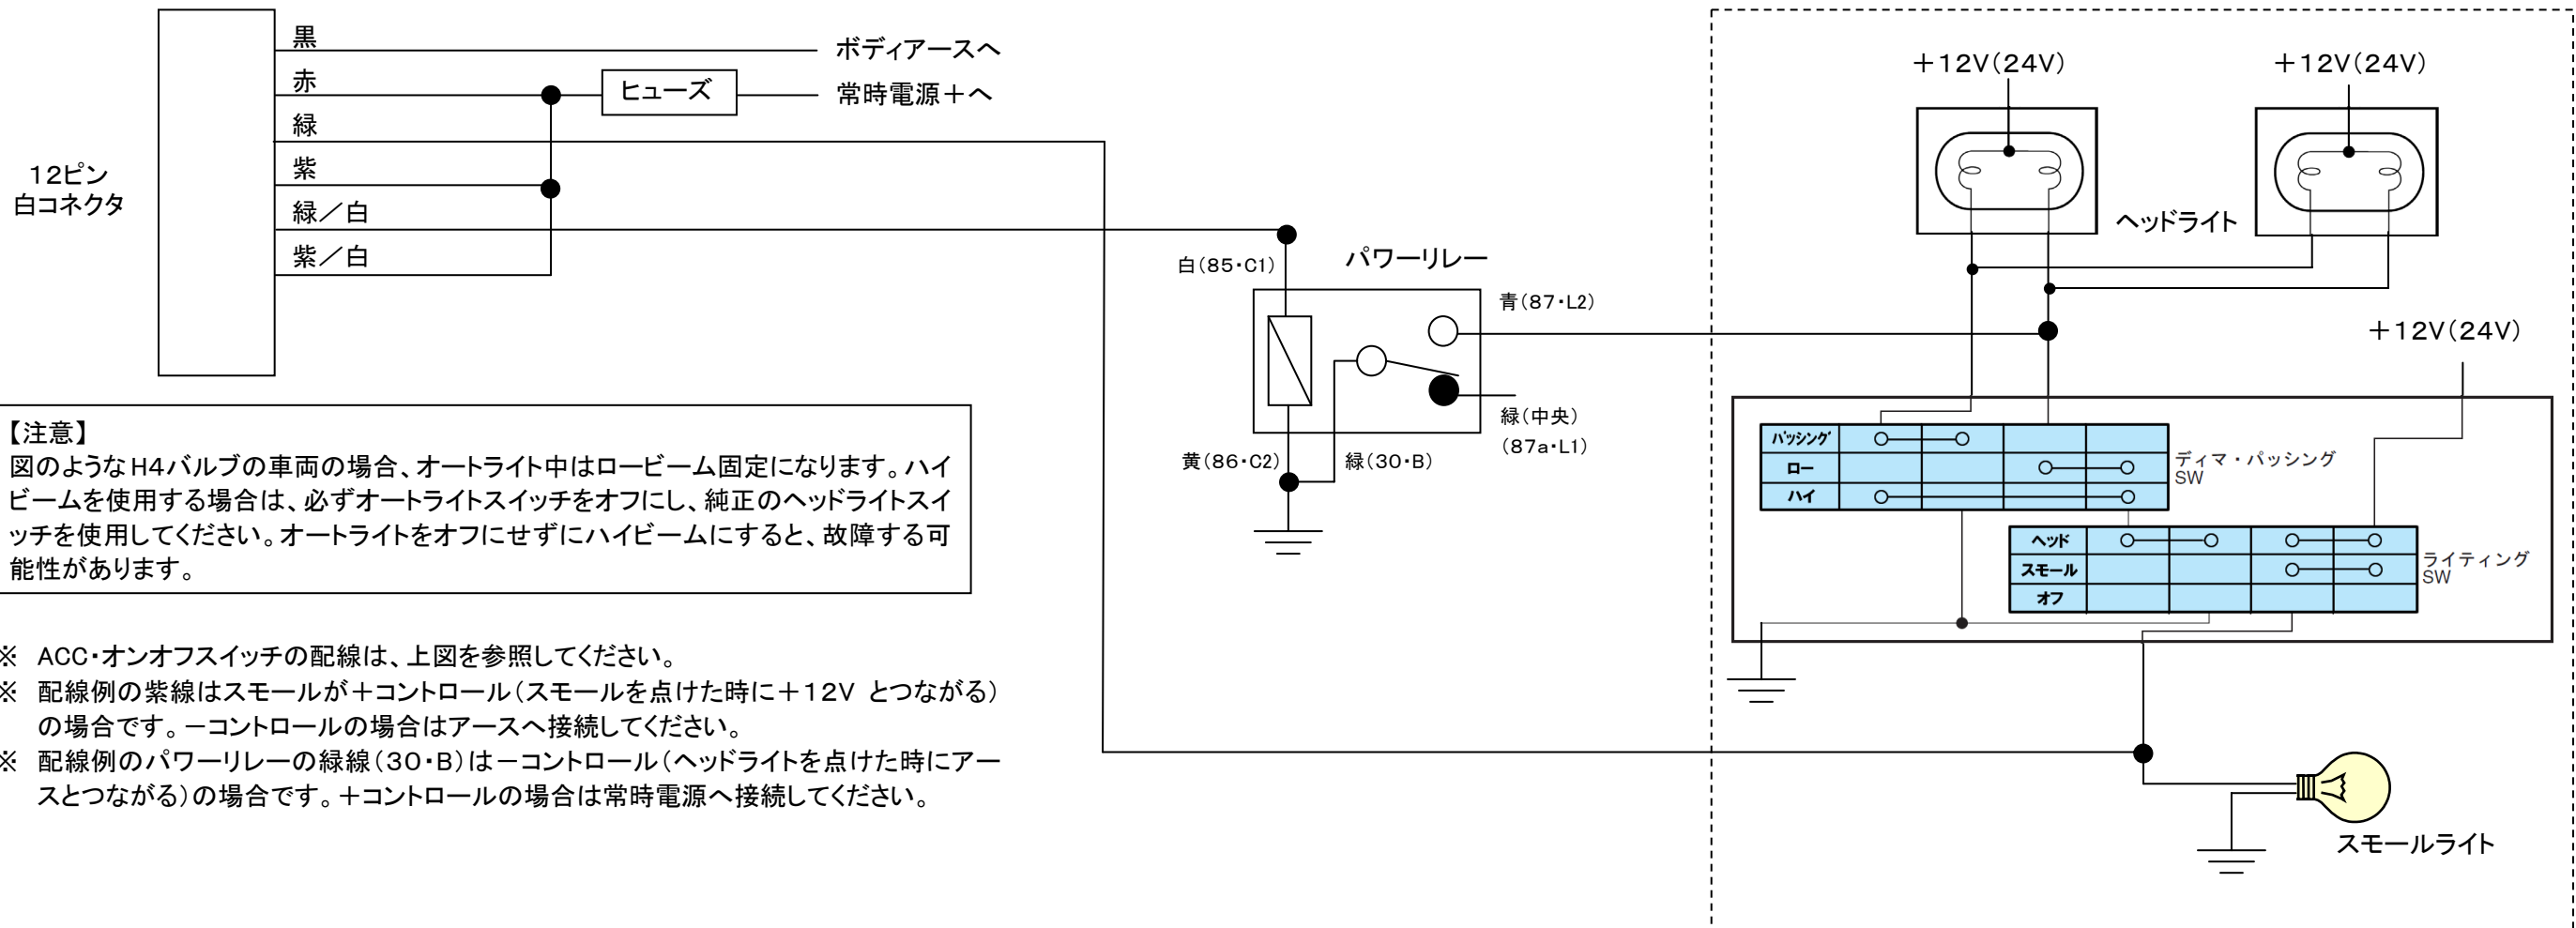 黒
ボディアースへ
赤
ヒューズ
常時電源＋へ
緑
紫
緑／白
紫／白
12ピン
白コネクタ
白(85・C1)
パワーリレー
青(87・L2)
緑(中央)
(87a・L1)
黄(86・C2)
緑(30・B)
＋12V(24V)
＋12V(24V)
ヘッドライト
＋12V(24V)
パッシング
ロー
ハイ
ディマ・パッシング
SW
ヘッド
スモール
オフ
ライティング
SW
スモールライト
【注意】
図のようなH4バルブの車両の場合、オートライト中はロービーム固定になります。ハイ
ビームを使用する場合は、必ずオートライトスイッチをオフにし、純正のヘッドライトスイ
ッチを使用してください。オートライトをオフにせずにハイビームにすると、故障する可
能性があります。
※ ACC・オンオフスイッチの配線は、上図を参照してください。
※ 配線例の紫線はスモールが＋コントロール(スモールを点けた時に＋12V とつながる)
の場合です。－コントロールの場合はアースへ接続してください。
※ 配線例のパワーリレーの緑線(30・B)は－コントロール(ヘッドライトを点けた時にアー
スとつながる)の場合です。＋コントロールの場合は常時電源へ接続してください。